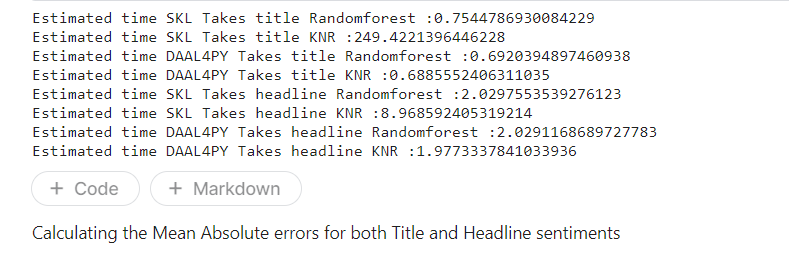 Estimated time SKL Takes title Randomforest :0.7544786930084229
Estimated time SKL Takes title KNR :249.4221396446228
Estimated time DAAL4PY Takes title Randomforest :0.6920394897460938
Estimated time DAAL4PY Takes title KNR :0.6885552406311035
Estimated time SKL Takes headline Randomforest :2.0297553539276123
Estimated time SKL Takes headline KNR :8.968592405319214
Estimated time DAAL4PY Takes headline Randomforest :2.0291168689727783
Estimated time DAAL4PY Takes headline KNR :1.9773337841033936
+ Code + Markdown
Calculating the Mean Absolute errors for both Title and Headline sentiments